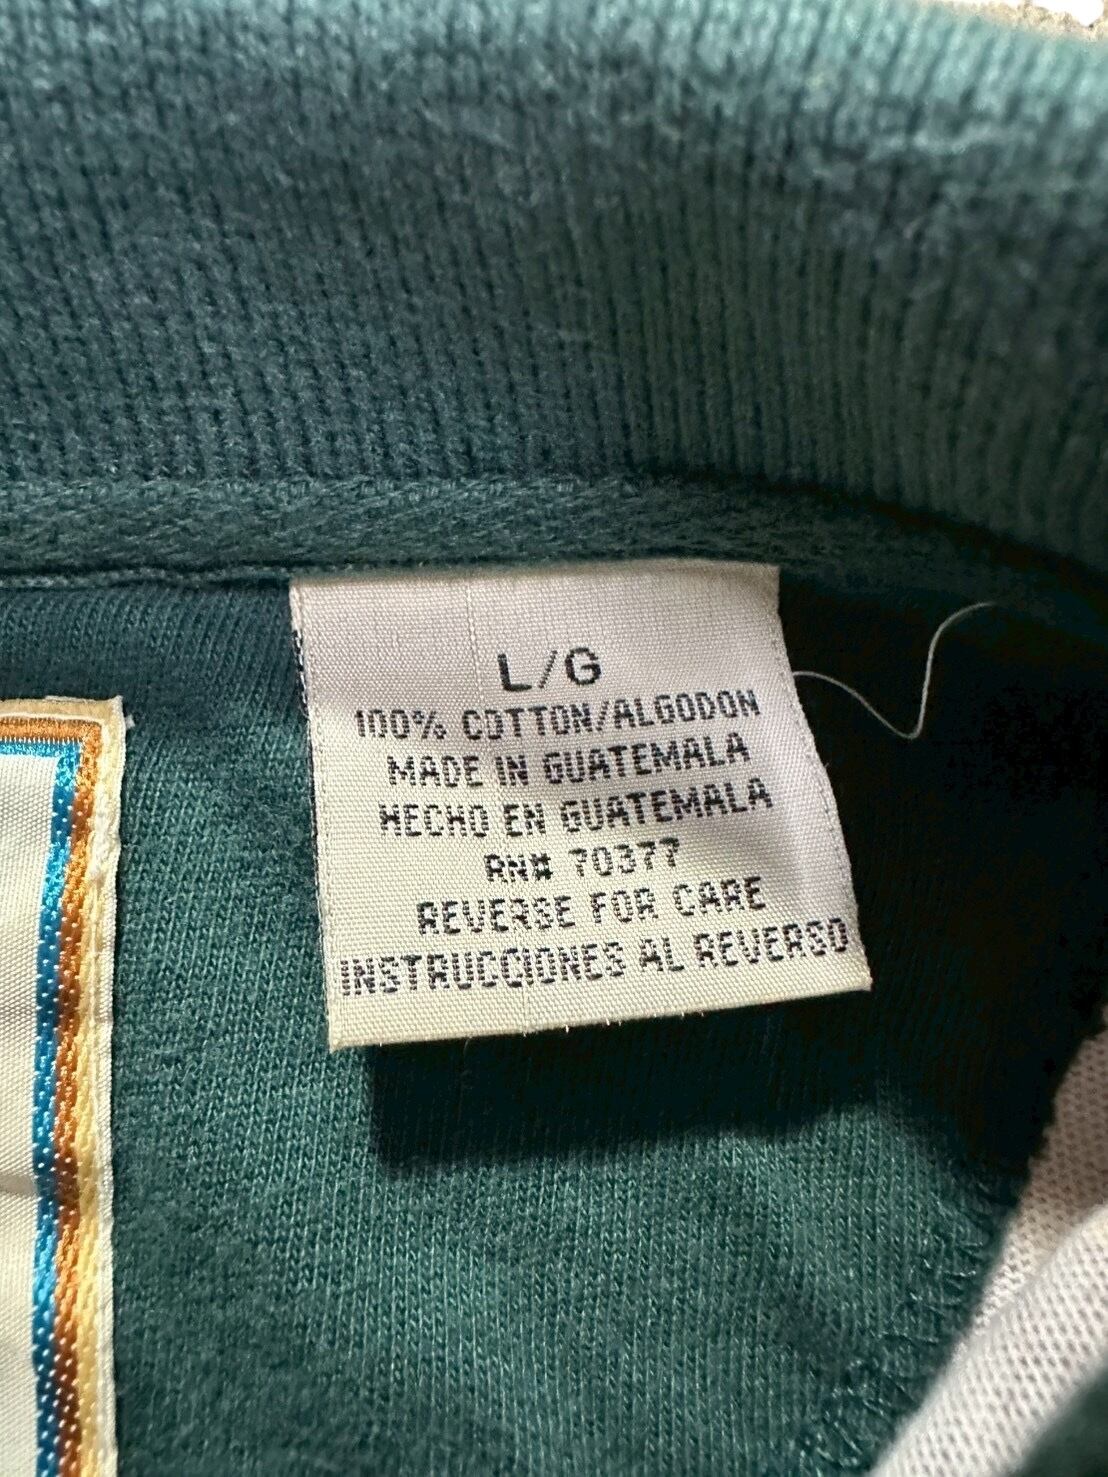 L/G
100% COTTON/ALGODON
MADE IN GUATEMALA
HECHO EN GUATEMALA
RN# 70377
REVERSE FOR CARE
INSTRUCCIONES AL REVERSO